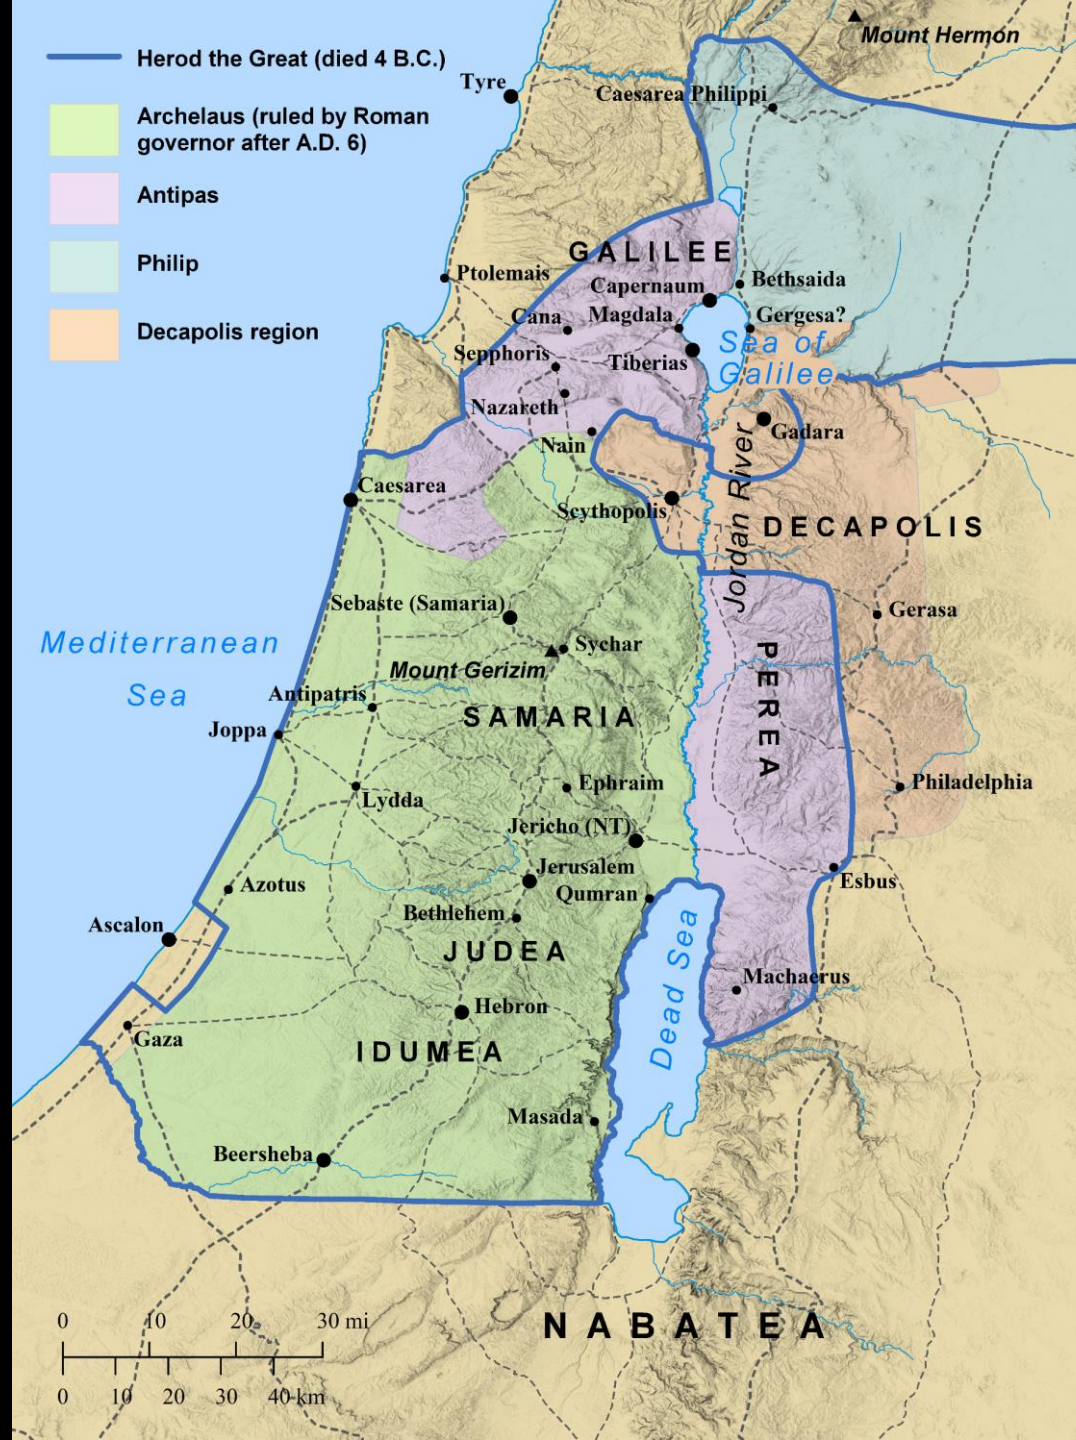 Herod the Great (died 4 B.C.)
Archelaus (ruled by Roman
governor after A.D. 6)
Antipas
Philip
Decapolis region
Mount Hermon
Tyre
Caesarea Philippi
GALILEE
Ptolemais
Bethsaida
Capernaum
Cana
Magdala
Gergesa?
Sea of
Galilee
Sepphoris
Tiberias
Nazareth
Gadara
Nain
Jordan River
Caesarea
Scythopolis
DECAPOLIS
Sebaste (Samaria)
Gerasa
Mediterranean
Sea
Sychar
Mount Gerizim
PEREA
Antipatris
SAMARIA
Joppa
Ephraim
Philadelphia
Lydda
Jericho (NT)
Jerusalem
Esbus
Azotus
Qumran
Bethlehem
Ascalon
JUDEA
Dead Sea
Machaerus
Hebron
Gaza
IDUMEA
Masada
Beersheba
NABATEA
0 10 20 30 mi
0 10 20 30 40 km